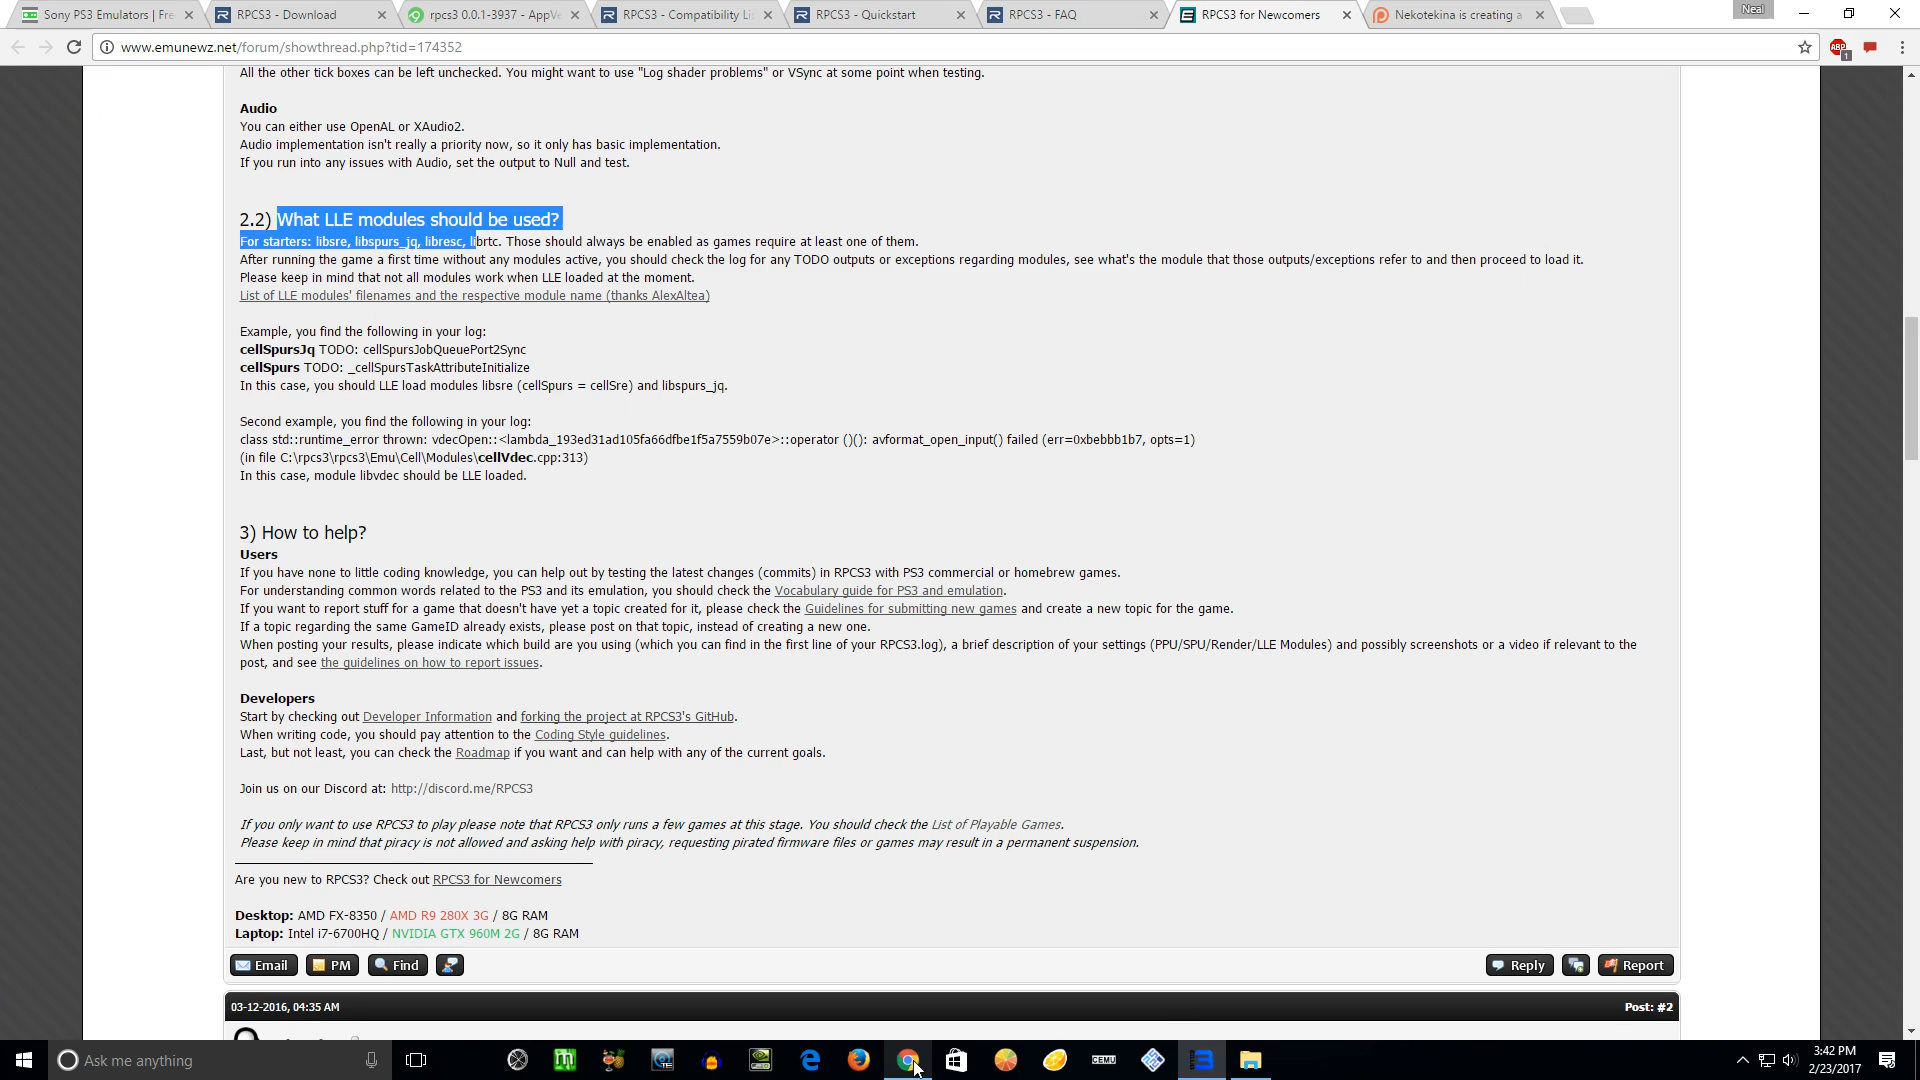 Sony PS3 Emulators | Fre
RPCS3 - Download
rpcs3 0.0.1-3937 - AppVe
RPCS3 - Compatibility Li
RPCS3 - Quickstart
RPCS3 - FAQ
RPCS3 for Newcomers
Nekotekina is creating a
Neal
www.emunewz.net/forum/showthread.php?tid=174352
ABP
1
All the other tick boxes can be left unchecked. You might want to use "Log shader problems" or VSync at some point when testing.
Audio
You can either use OpenAL or XAudio2.
Audio implementation isn't really a priority now, so it only has basic implementation.
If you run into any issues with Audio, set the output to Null and test.
2.2) What LLE modules should be used?
For starters: libsre, libspurs_jq, libresc, librtc. Those should always be enabled as games require at least one of them.
After running the game a first time without any modules active, you should check the log for any TODO outputs or exceptions regarding modules, see what's the module that those outputs/exceptions refer to and then proceed to load it.
Please keep in mind that not all modules work when LLE loaded at the moment.
List of LLE modules' filenames and the respective module name (thanks AlexAltea)
Example, you find the following in your log:
cellSpursJq TODO: cellSpursJobQueuePort2Sync
cellSpurs TODO: _cellSpursTaskAttributeInitialize
In this case, you should LLE load modules libsre (cellSpurs = cellSre) and libspurs_jq.
Second example, you find the following in your log:
class std::runtime_error thrown: vdecOpen::<lambda_193ed31ad105fa66dfbe1f5a7559b07e>::operator ()(): avformat_open_input() failed (err=0xbebbb1b7, opts=1)
(in file C:\rpcs3\rpcs3\Emu\Cell\Modules\cellVdec.cpp:313)
In this case, module libvdec should be LLE loaded.
3) How to help?
Users
If you have none to little coding knowledge, you can help out by testing the latest changes (commits) in RPCS3 with PS3 commercial or homebrew games.
For understanding common words related to the PS3 and its emulation, you should check the Vocabulary guide for PS3 and emulation.
If you want to report stuff for a game that doesn't have yet a topic created for it, please check the Guidelines for submitting new games and create a new topic for the game.
If a topic regarding the same GameID already exists, please post on that topic, instead of creating a new one.
When posting your results, please indicate which build are you using (which you can find in the first line of your RPCS3.log), a brief description of your settings (PPU/SPU/Render/LLE Modules) and possibly screenshots or a video if relevant to the
post, and see the guidelines on how to report issues.
Developers
Start by checking out Developer Information and forking the project at RPCS3's GitHub.
When writing code, you should pay attention to the Coding Style guidelines.
Last, but not least, you can check the Roadmap if you want and can help with any of the current goals.
Join us on our Discord at: http://discord.me/RPCS3
If you only want to use RPCS3 to play please note that RPCS3 only runs a few games at this stage. You should check the List of Playable Games.
Please keep in mind that piracy is not allowed and asking help with piracy, requesting pirated firmware files or games may result in a permanent suspension.
Are you new to RPCS3? Check out RPCS3 for Newcomers
Desktop: AMD FX-8350 / AMD R9 280X 3G / 8G RAM
Laptop: Intel i7-6700HQ / NVIDIA GTX 960M 2G / 8G RAM
Email
PM
Find
Reply
Report
03-12-2016, 04:35 AM
Post: #2
Ask me anything
CEMU
3:42 PM
2/23/2017